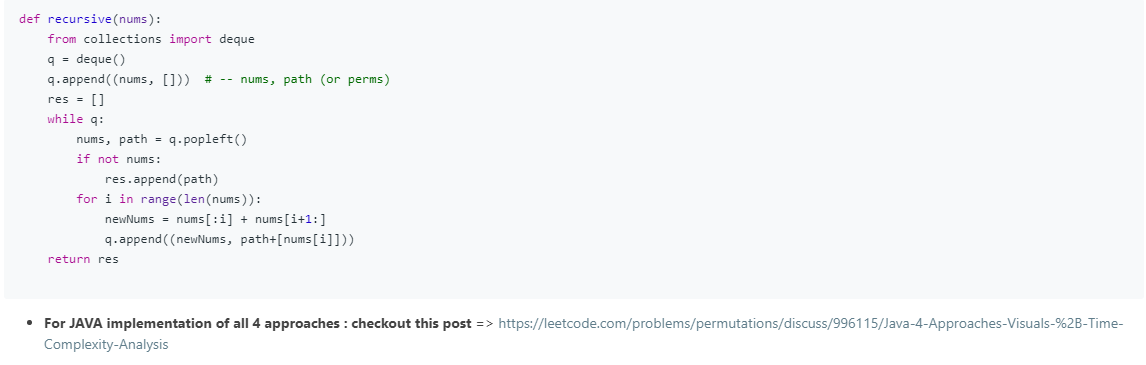 def recursive(nums):
    from collections import deque
    q = deque()
    q.append((nums, []))  # -- nums, path (or perms)
    res = []
    while q:
        nums, path = q.popleft()
        if not nums:
            res.append(path)
        for i in range(len(nums)):
            newNums = nums[:i] + nums[i+1:]
            q.append((newNums, path+[nums[i]]))
    return res
• For JAVA implementation of all 4 approaches : checkout this post => https://leetcode.com/problems/permutations/discuss/996115/Java-4-Approaches-Visuals-%2B-Time-
Complexity-Analysis